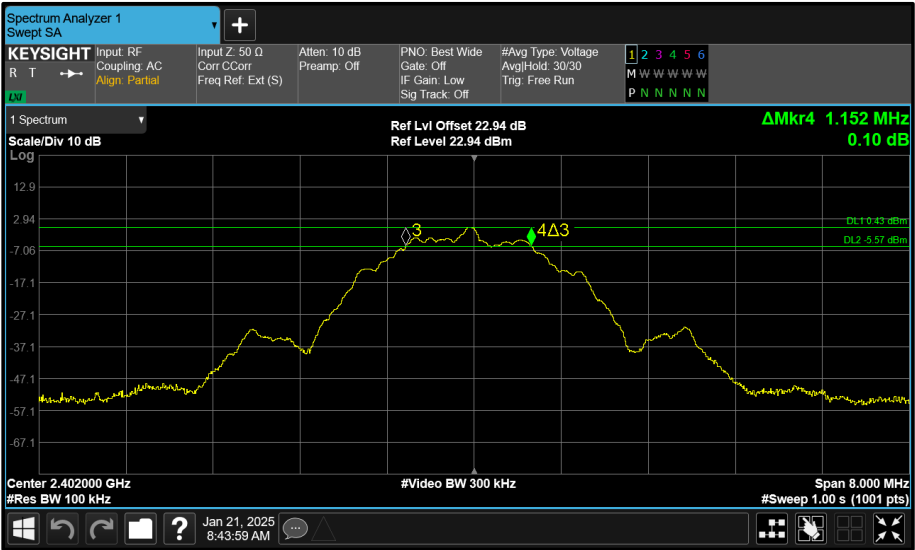 Spectrum Analyzer 1
Swept SA
KEYSIGHT
R T
LXI
Input: RF
Coupling: AC
Align: Partial
Input Z: 50 Ω
Corr CCorr
Freq Ref: Ext (S)
Atten: 10 dB
Preamp: Off
PNO: Best Wide
Gate: Off
IF Gain: Low
Sig Track: Off
#Avg Type: Voltage
Avg|Hold: 30/30
Trig: Free Run
1 2 3 4 5 6
M W W W W W
P N N N N N
1 Spectrum
Scale/Div 10 dB
Ref Lvl Offset 22.94 dB
Ref Level 22.94 dBm
ΔMkr4 1.152 MHz
0.10 dB
Log
12.9
2.94
-7.06
-17.1
-27.1
-37.1
-47.1
-57.1
-67.1
3
4Δ3
DL1 0.43 dBm
DL2 -5.57 dBm
Center 2.402000 GHz
#Res BW 100 kHz
#Video BW 300 kHz
Span 8.000 MHz
#Sweep 1.00 s (1001 pts)
?
Jan 21, 2025
8:43:59 AM